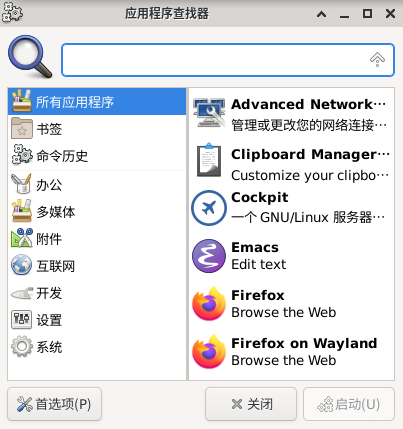 应用程序查找器
所有应用程序
书签
命令历史
办公
多媒体
附件
互联网
开发
设置
系统
Advanced Network…
管理或更改您的网络连接…
Clipboard Manager…
Customize your clipbo…
Cockpit
一个 GNU/Linux 服务器…
Emacs
Edit text
Firefox
Browse the Web
Firefox on Wayland
Browse the Web
首选项(P)
关闭
启动(U)